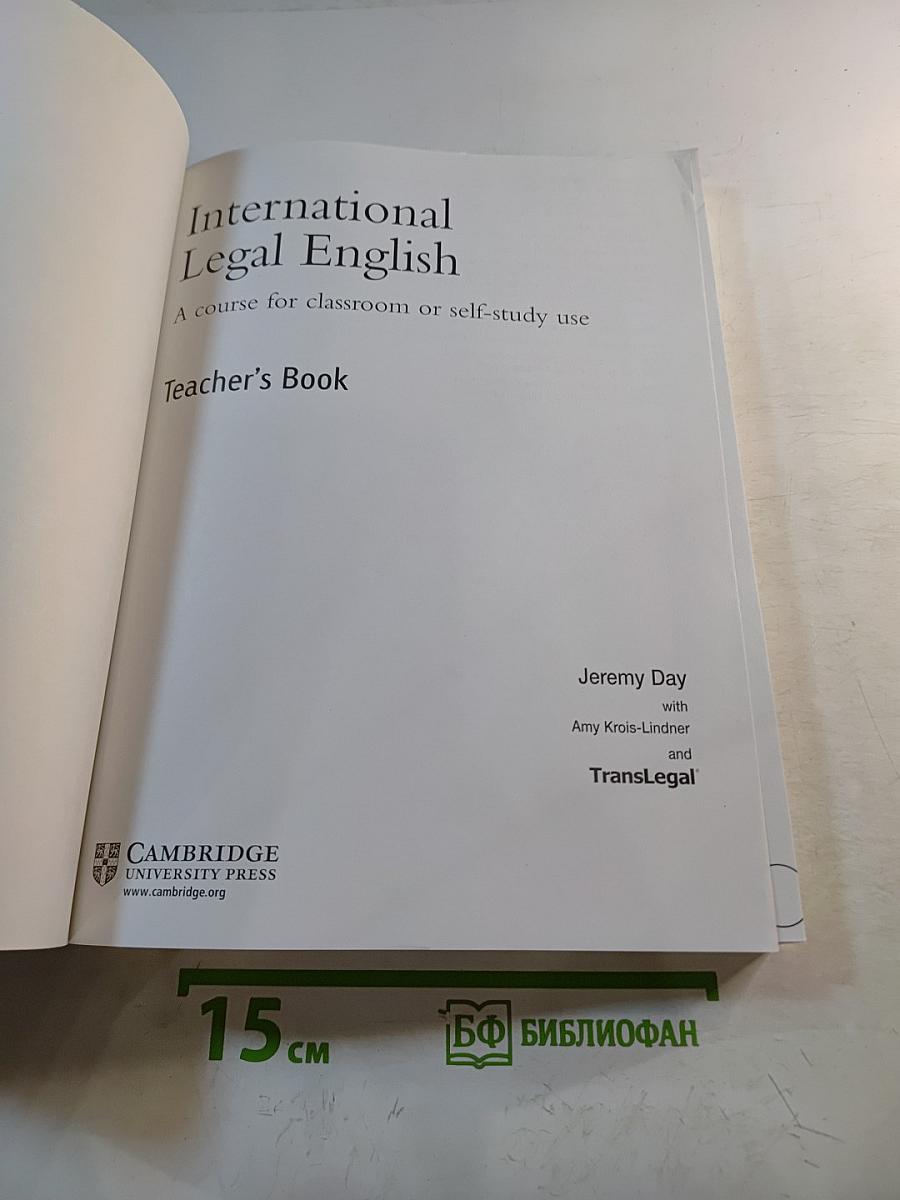 International
Legal English
A course for classroom or self-study use
Teacher's Book
Jeremy Day
with
Amy Krois-Lindner
and
TransLegal®
CAMBRIDGE
UNIVERSITY PRESS
www.cambridge.org
15 см
БФ БИБЛИОФАН